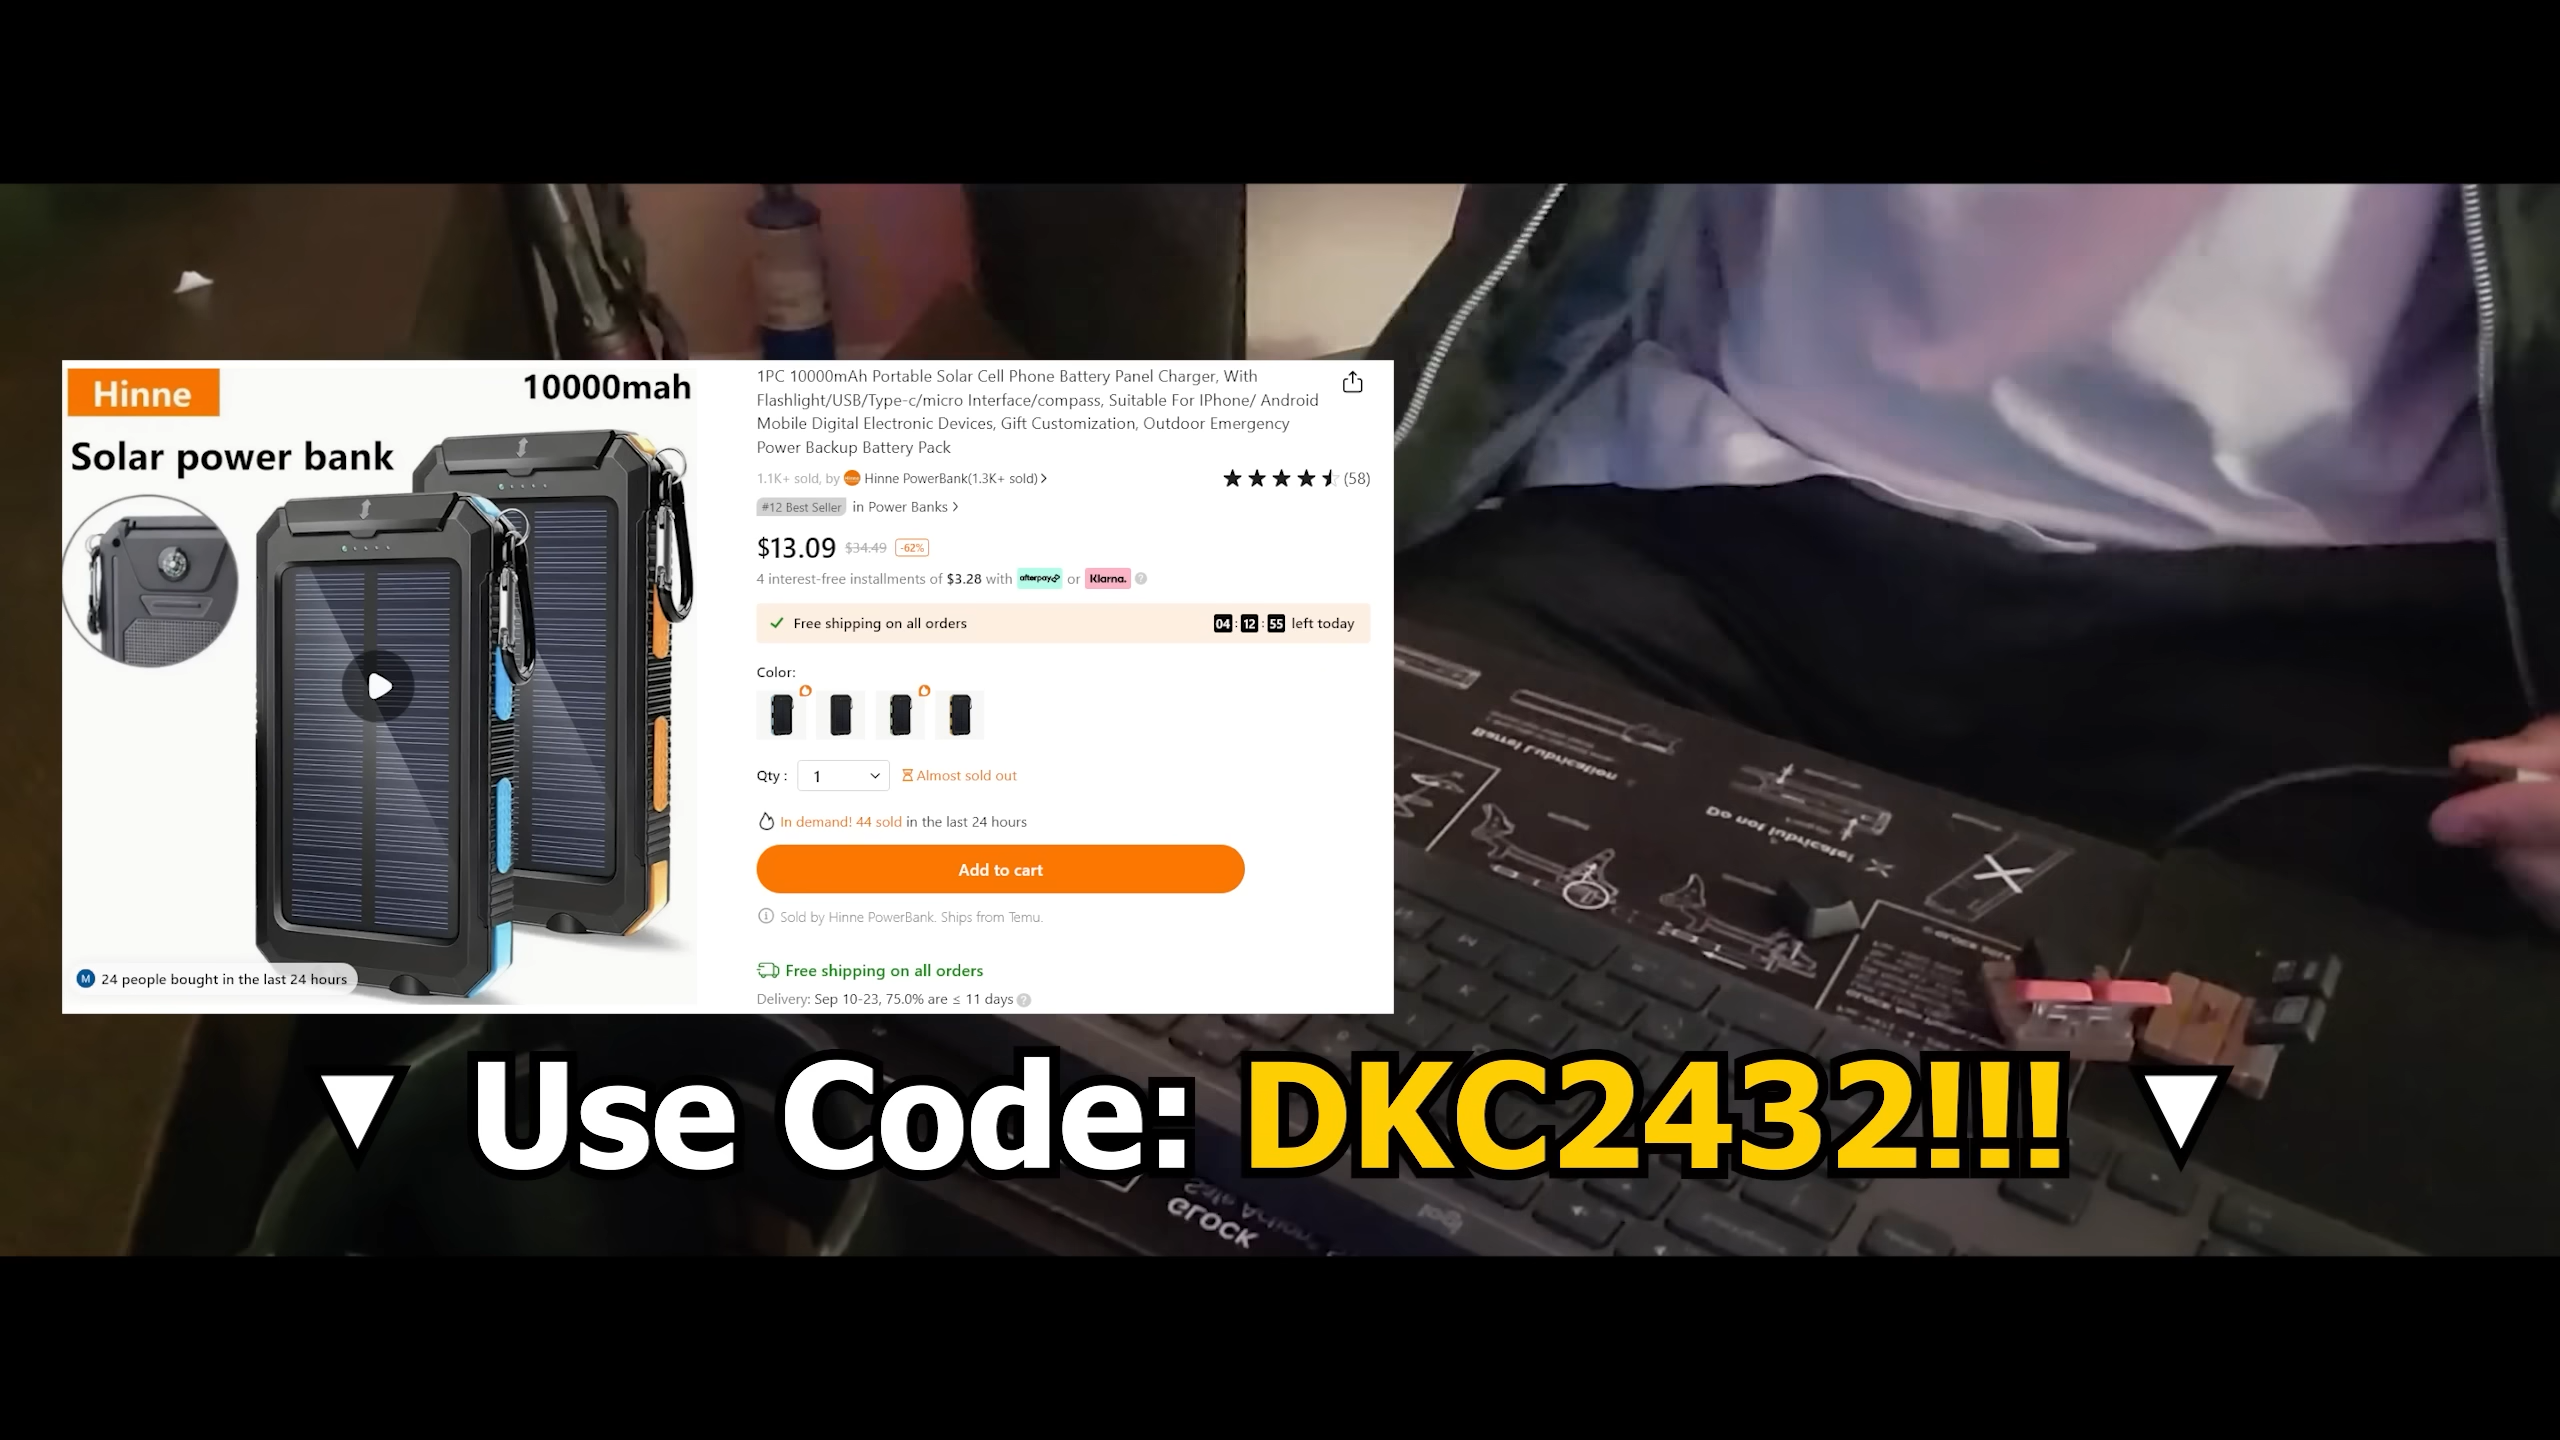 Hinne
10000mah
Solar power bank
24 people bought in the last 24 hours
1PC 10000mAh Portable Solar Cell Phone Battery Panel Charger, With
Flashlight/USB/Type-c/micro Interface/compass, Suitable For IPhone/ Android
Mobile Digital Electronic Devices, Gift Customization, Outdoor Emergency
Power Backup Battery Pack
1.1K+ sold, by Hinne PowerBank(1.3K+ sold) >
(58)
#12 Best Seller in Power Banks >
$13.09 $34.49 -62%
4 interest-free installments of $3.28 with afterpay or Klarna. ?
Free shipping on all orders 04 : 12 : 55 left today
Color:
Qty : 1 Almost sold out
In demand! 44 sold in the last 24 hours
Add to cart
Sold by Hinne PowerBank. Ships from Temu.
Free shipping on all orders
Delivery: Sep 10-23, 75.0% are ≤ 11 days ?
▼ Use Code: DKC2432!!! ▼
GLOCK